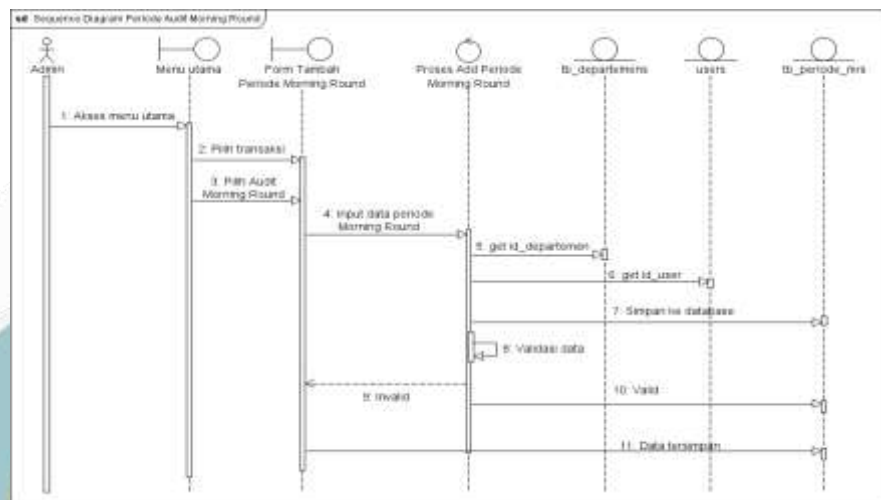 sd Sequence Diagram Periode Audit Morning Round
Admin
Menu utama
Form Tambah
Periode Morning Round
Proses Add Periode
Morning Round
tb_departemens
users
tb_periode_mrs
1: Akses menu utama
2: Pilih transaksi
3: Pilih Audit
Morning Round
4: Input data periode
Morning Round
5: get id_departemen
6: get id_user
7: Simpan ke database
8: Validasi data
9: Invalid
10: Valid
11: Data tersimpan